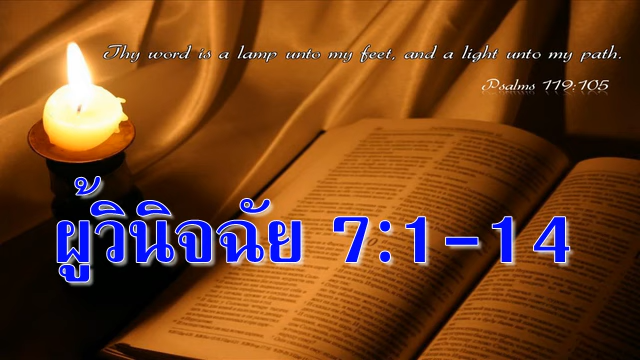 Thy word is a lamp unto my feet, and a light unto my path.
Psalms 119:105
ผู้วินิจฉัย 7:1-14